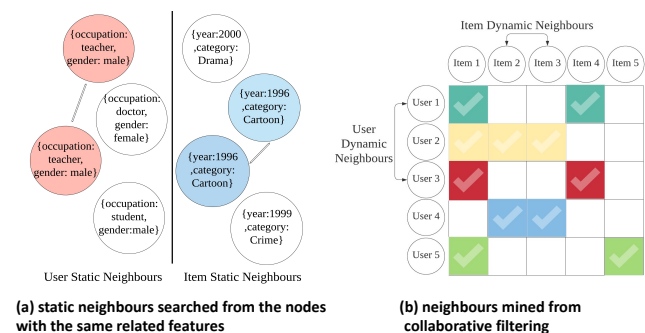 {occupation:
teacher,
gender: male}
{occupation:
doctor,
gender:
female}
{occupation:
teacher,
gender: male}
{occupation:
student,
gender:male}
User Static Neighbours
{year:2000
,category:
Drama}
{year:1996
,category:
Cartoon}
{year:1996
,category:
Cartoon}
{year:1999
,category:
Crime}
Item Static Neighbours
(a) static neighbours searched from the nodes
with the same related features
Item Dynamic Neighbours
Item 1 Item 2 Item 3 Item 4 Item 5
User 1
User 2
User 3
User 4
User 5
User
Dynamic
Neighbours
(b) neighbours mined from
collaborative filtering